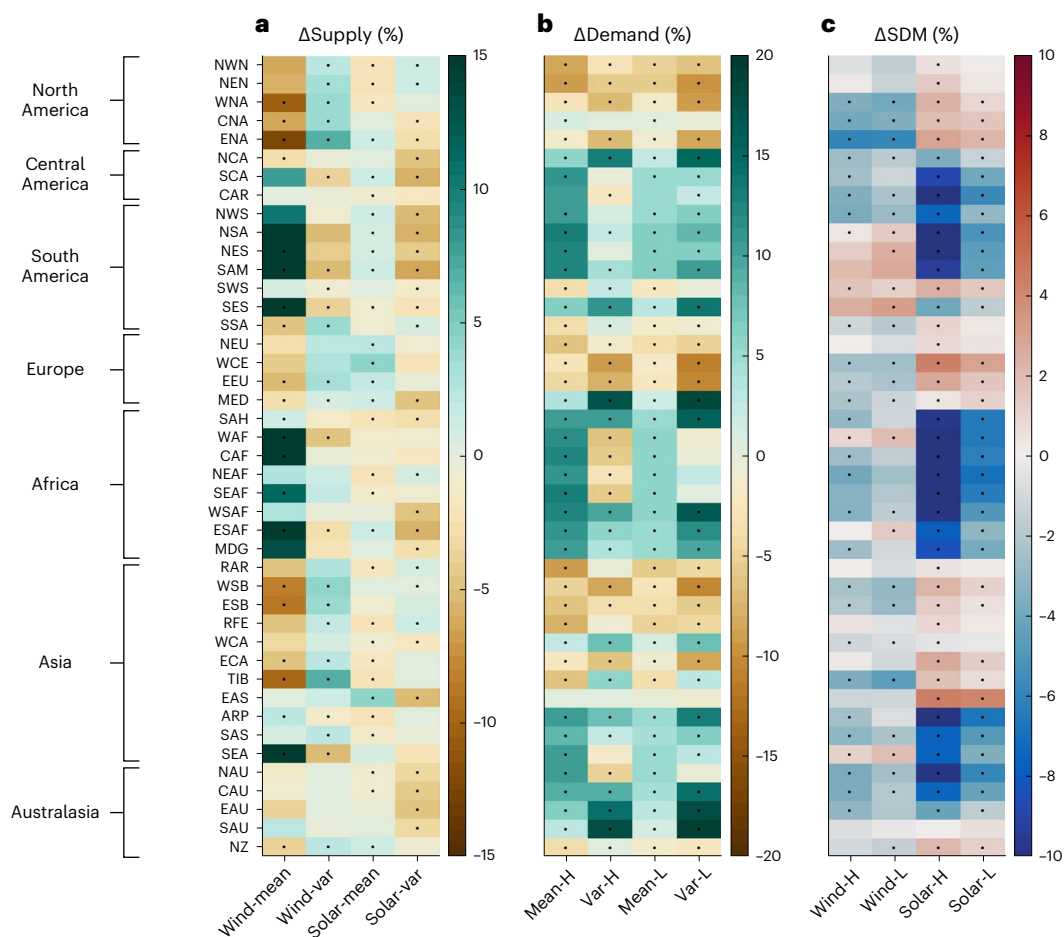 a
b
c
ΔSupply (%)
ΔDemand (%)
ΔSDM (%)
North
America
Central
America
South
America
Europe
Africa
Asia
Australasia
NWN
NEN
WNA
CNA
ENA
NCA
SCA
CAR
NWS
NSA
NES
SAM
SWS
SES
SSA
NEU
WCE
EEU
MED
SAH
WAF
CAF
NEAF
SEAF
WSAF
ESAF
MDG
RAR
WSB
ESB
RFE
WCA
ECA
TIB
EAS
ARP
SAS
SEA
NAU
CAU
EAU
SAU
NZ
15
10
5
0
–5
–10
–15
20
15
10
5
0
–5
–10
–15
–20
10
8
6
4
2
0
–2
–4
–6
–8
–10
Wind-mean
Wind-var
Solar-mean
Solar-var
Mean-H
Var-H
Mean-L
Var-L
Wind-H
Wind-L
Solar-H
Solar-L